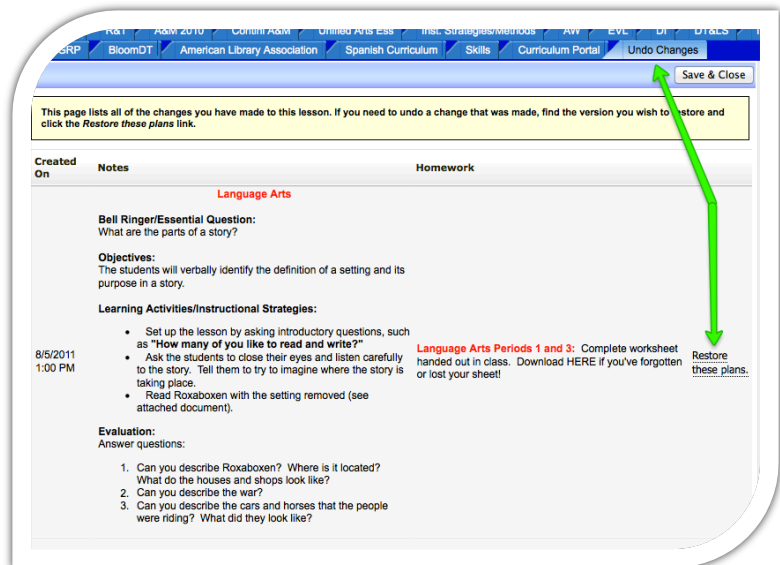 R&T A&M 2010 Contini A&M Unified Arts Ess Inst. Strategies/Methods AW EVL DI DT&LS
SRP BloomDT American Library Association Spanish Curriculum Skills Curriculum Portal Undo Changes
Save & Close
This page lists all of the changes you have made to this lesson. If you need to undo a change that was made, find the version you wish to restore and
click the Restore these plans link.
Created
On
Notes
Homework
Language Arts
Bell Ringer/Essential Question:
What are the parts of a story?
Objectives:
The students will verbally identify the definition of a setting and its
purpose in a story.
Learning Activities/Instructional Strategies:
• Set up the lesson by asking introductory questions, such
as "How many of you like to read and write?"
• Ask the students to close their eyes and listen carefully
to the story. Tell them to try to imagine where the story is
taking place.
• Read Roxaboxen with the setting removed (see
attached document).
Evaluation:
Answer questions:
1. Can you describe Roxaboxen? Where is it located?
What do the houses and shops look like?
2. Can you describe the war?
3. Can you describe the cars and horses that the people
were riding? What did they look like?
8/5/2011
1:00 PM
Language Arts Periods 1 and 3: Complete worksheet
handed out in class. Download HERE if you've forgotten
or lost your sheet!
Restore
these plans.